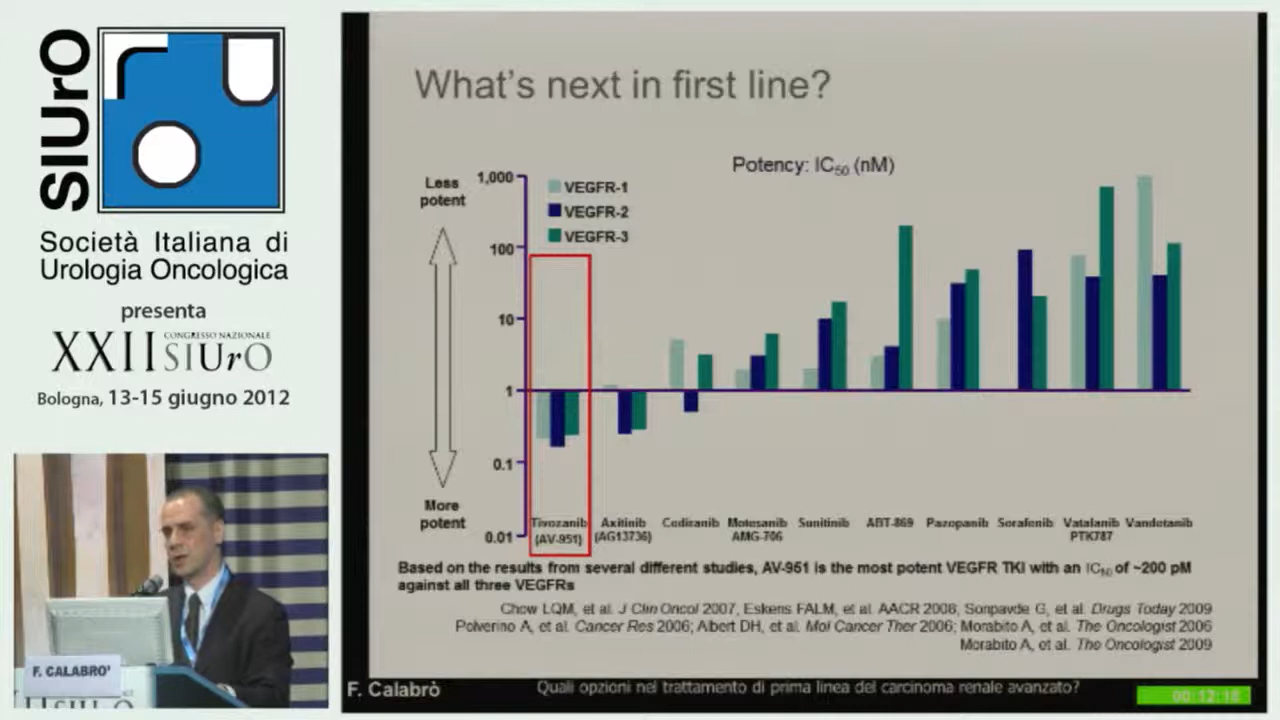 SIUrO
Società Italiana di
Urologia Oncologica
presenta
XXII CONGRESSO NAZIONALE
SIUrO
Bologna, 13-15 giugno 2012
F. CALABRO'
What's next in first line?
Potency: IC50 (nM)
Less
potent
More
potent
1,000
100
10
1
0.1
0.01
VEGFR-1
VEGFR-2
VEGFR-3
Tivozanib
(AV-951)
Axitinib
(AG13736)
Cediranib
Motesanib
AMG-706
Sunitinib
ABT-869
Pazopanib
Sorafenib
Vatalanib
PTK787
Vandetanib
Based on the results from several different studies, AV-951 is the most potent VEGFR TKI with an IC50 of ~200 pM
against all three VEGFRs
Chow LQM, et al. J Clin Oncol 2007, Eskens FALM, et al. AACR 2008, Sonpavde G, et al. Drugs Today 2009
Polverino A, et al. Cancer Res 2006; Albert DH, et al. Mol Cancer Ther 2006; Morabito A, et al. The Oncologist 2006
Morabito A, et al. The Oncologist 2009
F. Calabrò
Quali opzioni nel trattamento di prima linea del carcinoma renale avanzato?
00:12:18